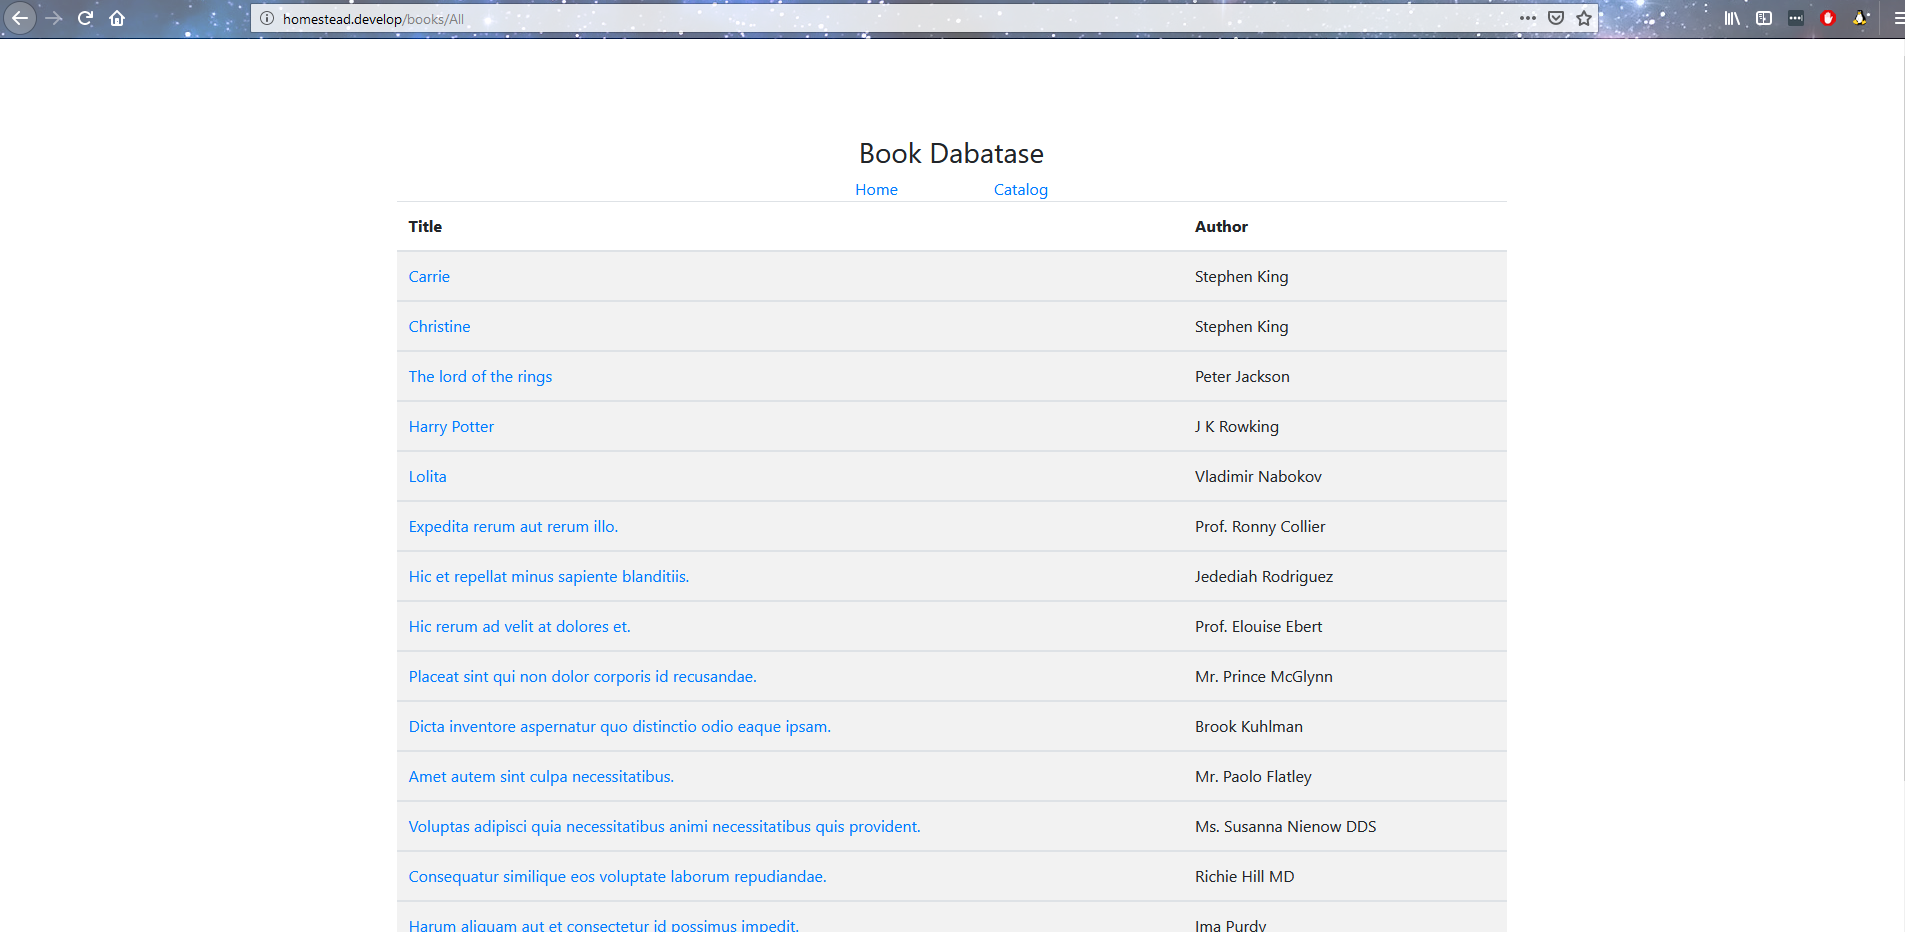 homestead.develop/books/All
Book Dabatase
Home Catalog
Title Author
Carrie Stephen King
Christine Stephen King
The lord of the rings Peter Jackson
Harry Potter J K Rowking
Lolita Vladimir Nabokov
Expedita rerum aut rerum illo. Prof. Ronny Collier
Hic et repellat minus sapiente blanditiis. Jedediah Rodriguez
Hic rerum ad velit at dolores et. Prof. Elouise Ebert
Placeat sint qui non dolor corporis id recusandae. Mr. Prince McGlynn
Dicta inventore aspernatur quo distinctio odio eaque ipsam. Brook Kuhlman
Amet autem sint culpa necessitatibus. Mr. Paolo Flatley
Voluptas adipisci quia necessitatibus animi necessitatibus quis provident. Ms. Susanna Nienow DDS
Consequatur similique eos voluptate laborum repudiandae. Richie Hill MD
Harum aliquam aut et consectetur id possimus impedit. Ima Purdy